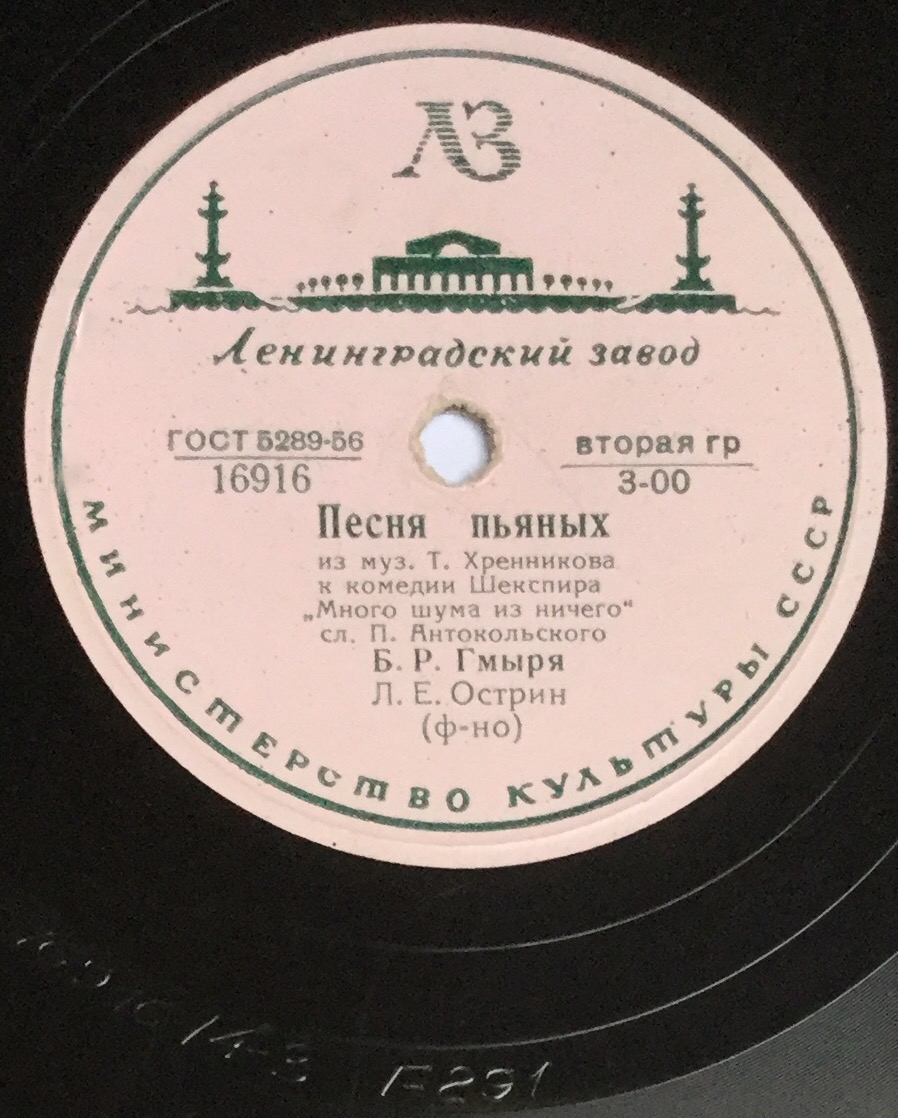 ЛЗ
Ленинградский завод
ГОСТ 5289-56
16916
вторая гр
3-00
Песня пьяных
из муз. Т. Хренникова
к комедии Шекспира
„Много шума из ничего“
сл. П. Антокольского
Б. Р. Гмыря
Л. Е. Острин
(ф-но)
МИНИСТЕРСТВО КУЛЬТУРЫ СССР
F291